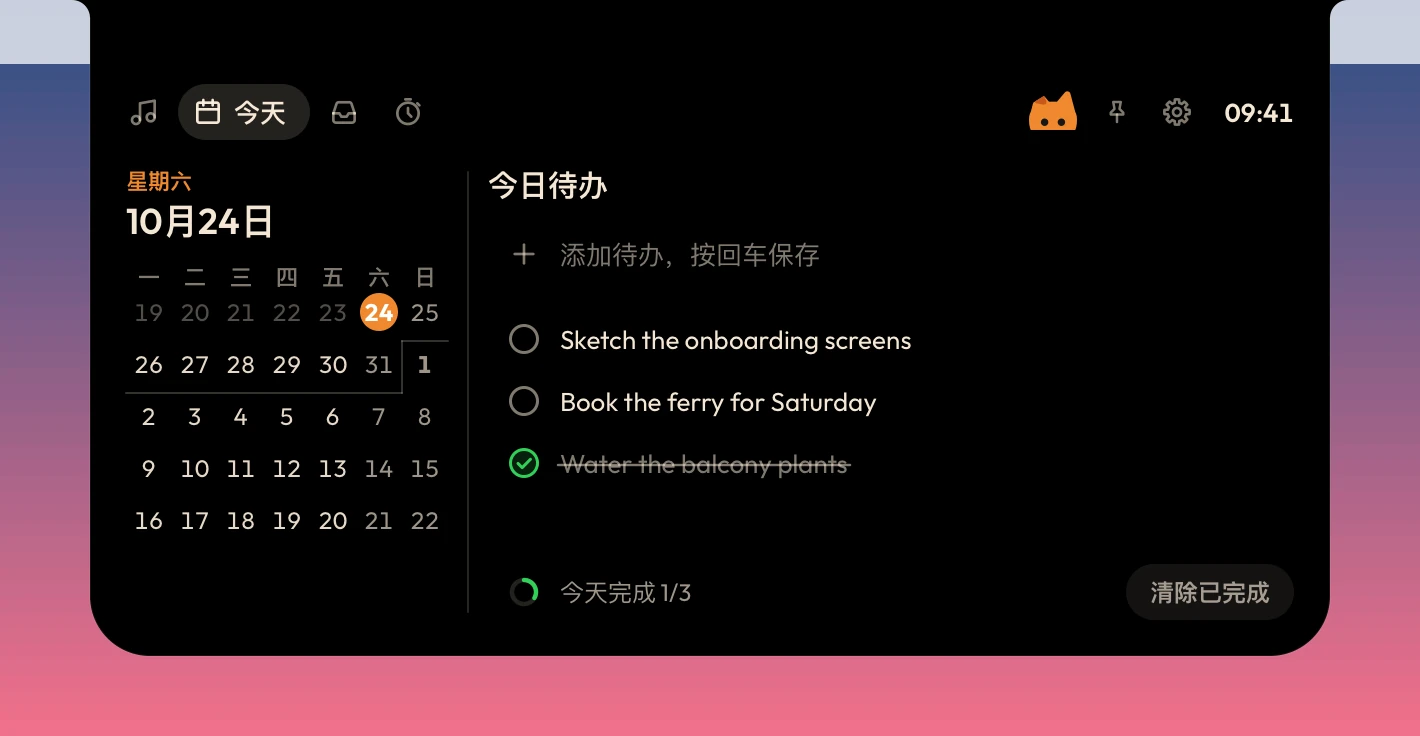 今天
09:41
星期六
10月24日
一 二 三 四 五 六 日
19 20 21 22 23 24 25
26 27 28 29 30 31 1
2 3 4 5 6 7 8
9 10 11 12 13 14 15
16 17 18 19 20 21 22
今日待办
添加待办，按回车保存
Sketch the onboarding screens
Book the ferry for Saturday
Water the balcony plants
今天完成 1/3
清除已完成